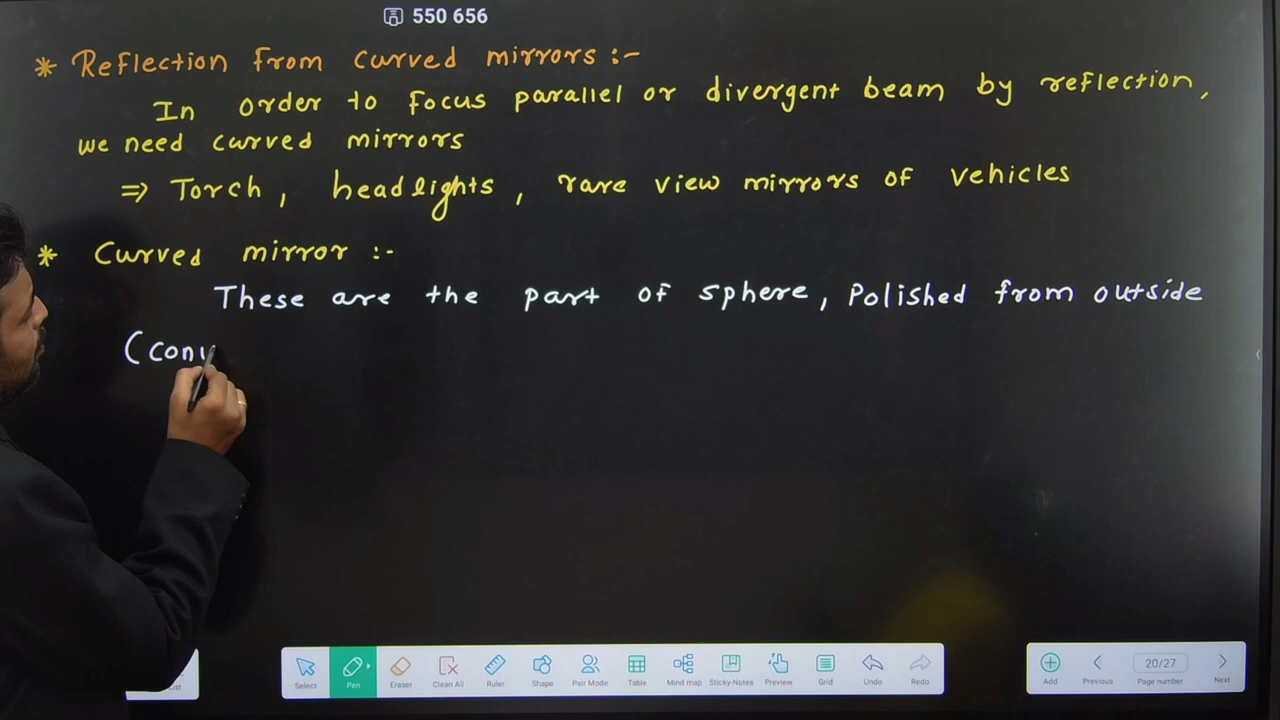 550 656
* Reflection from curved mirrors :-
In order to focus parallel or divergent beam by reflection,
we need curved mirrors
⇒ Torch, headlights, rare view mirrors of vehicles
* Curved mirror :-
These are the part of sphere, Polished from outside
(conv
Select Pen Eraser Clean All Ruler Shape Pair Mode Table Mind map Sticky-Notes Preview Grid Undo Redo
Add Previous 20/27 Page number Next